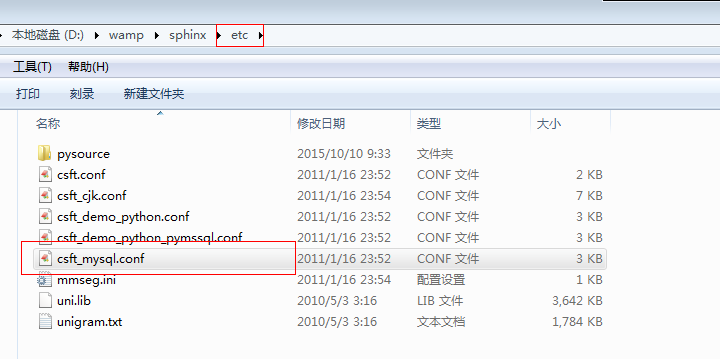 本地磁盘 (D:) wamp sphinx etc
工具(T) 帮助(H)
打印 刻录 新建文件夹
名称 修改日期 类型 大小
pysource 2015/10/10 9:33 文件夹
csft.conf 2011/1/16 23:52 CONF 文件 2 KB
csft_cjk.conf 2011/1/16 23:54 CONF 文件 7 KB
csft_demo_python.conf 2011/1/16 23:52 CONF 文件 3 KB
csft_demo_python_pymssql.conf 2011/1/16 23:52 CONF 文件 3 KB
csft_mysql.conf 2011/1/16 23:52 CONF 文件 3 KB
mmseg.ini 2011/1/16 23:54 配置设置 1 KB
uni.lib 2010/5/3 3:16 LIB 文件 3,642 KB
unigram.txt 2010/5/3 3:16 文本文档 1,784 KB